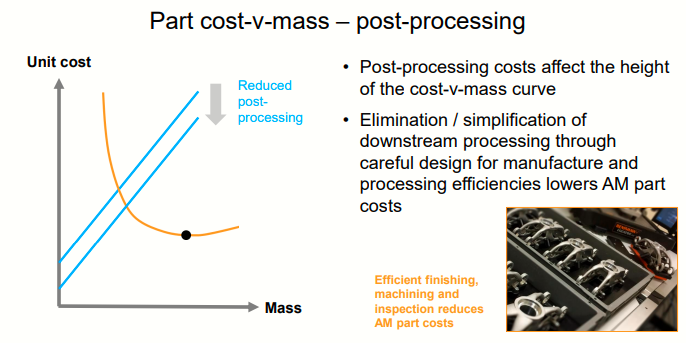 Part cost-v-mass – post-processing
Unit cost
Reduced
post-
processing
Mass
• Post-processing costs affect the height
of the cost-v-mass curve
• Elimination / simplification of
downstream processing through
careful design for manufacture and
processing efficiencies lowers AM part
costs
Efficient finishing,
machining and
inspection reduces
AM part costs